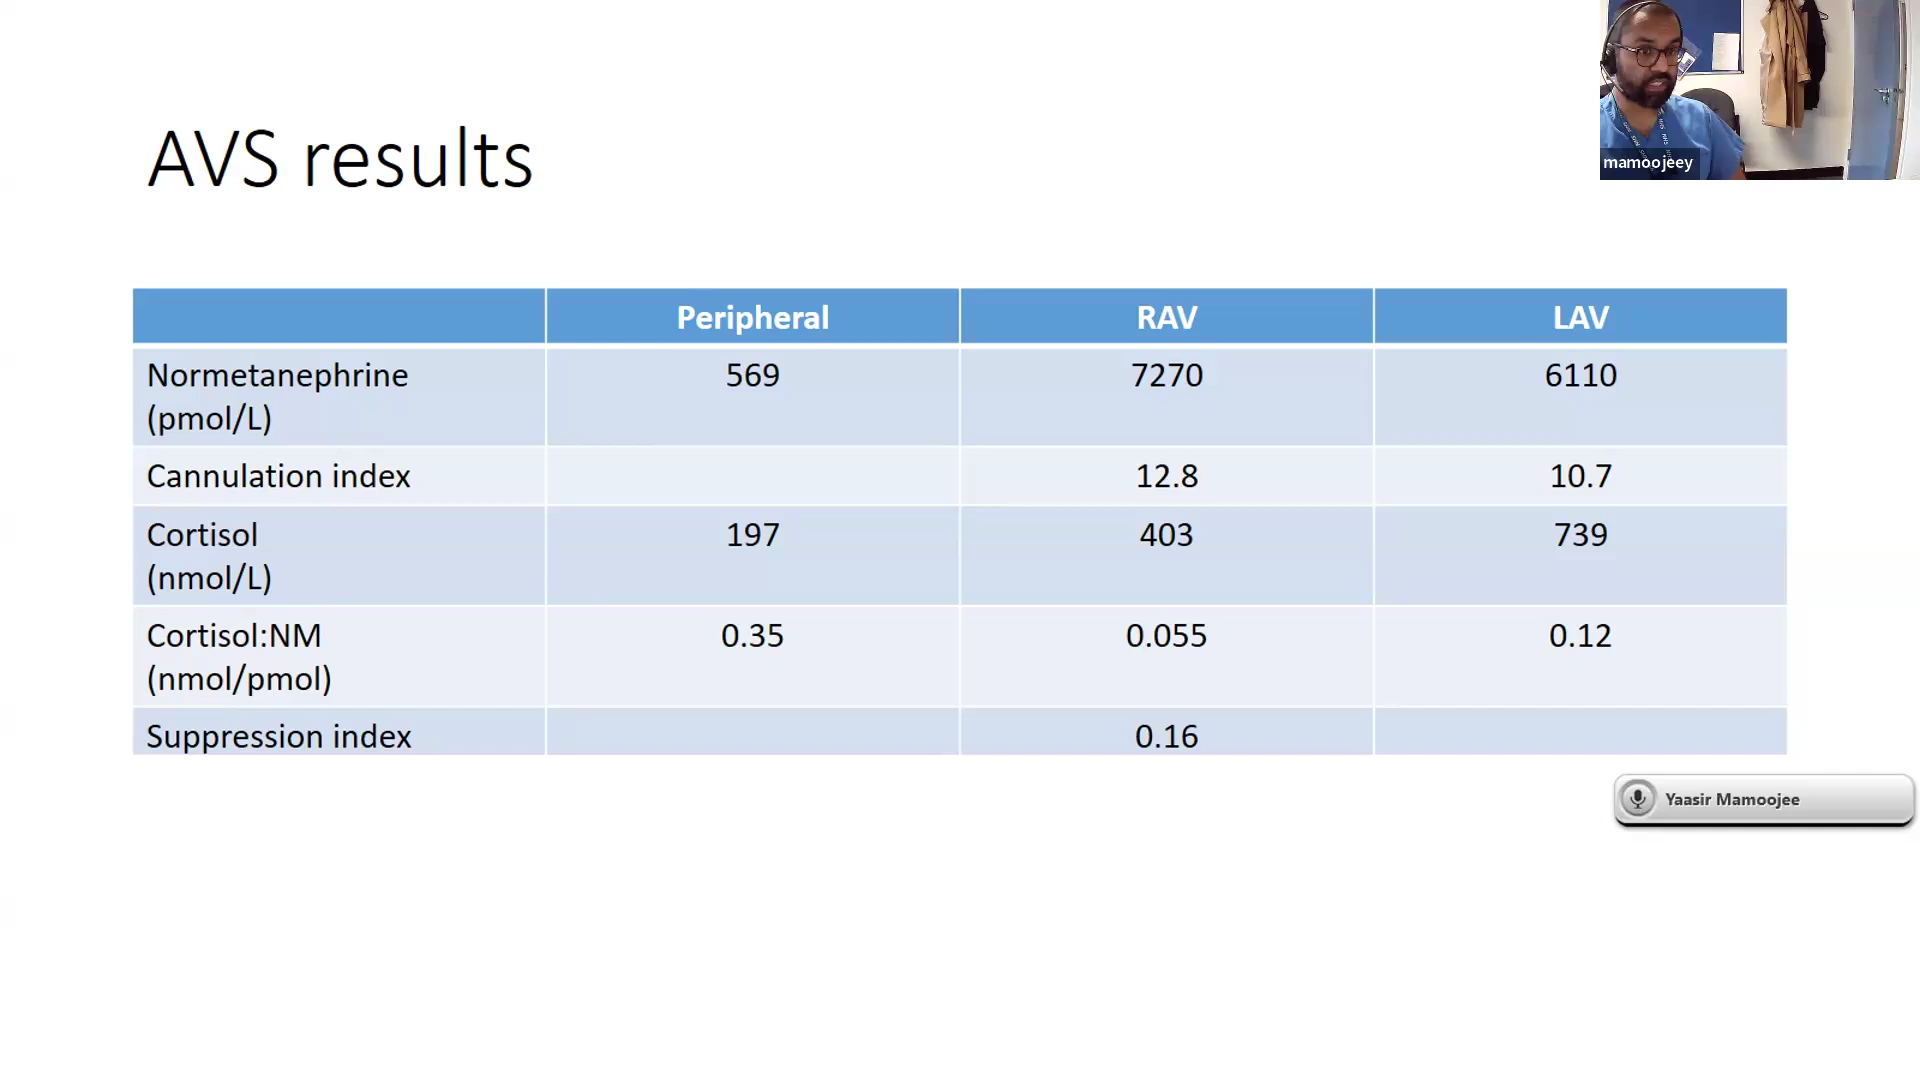 mamoojeey
AVS results
Peripheral RAV LAV
Normetanephrine 569 7270 6110
(pmol/L)
Cannulation index 12.8 10.7
Cortisol 197 403 739
(nmol/L)
Cortisol:NM 0.35 0.055 0.12
(nmol/pmol)
Suppression index 0.16
Yaasir Mamoojee